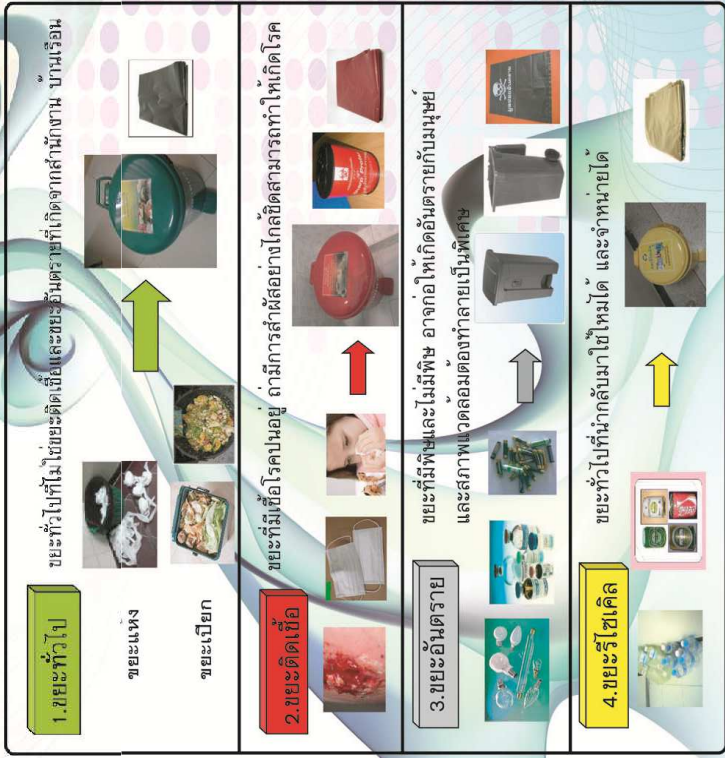 1.ขยะทั่วไป
ขยะทั่วไปที่ไม่ใช่ขยะติดเชื้อและขยะอันตรายที่เกิดจากสำนักงาน บ้านเรือน
ขยะแห้ง
ขยะเปียก
2.ขยะติดเชื้อ
ขยะที่มีเชื้อโรคปนอยู่ ถ้ามีการสำผัสอย่างใกล้ชิดสามารถทำให้เกิดโรค
3.ขยะอันตราย
ขยะที่มีพิษและไม่มีพิษ อาจก่อให้เกิดอันตรายกับมนุษย์
และสภาพแวดล้อมต้องทำลายเป็นพิเศษ
4.ขยะรีไซเคิล
ขยะทั่วไปที่นำกลับมาใช้ใหม่ได้ และจำหน่ายได้